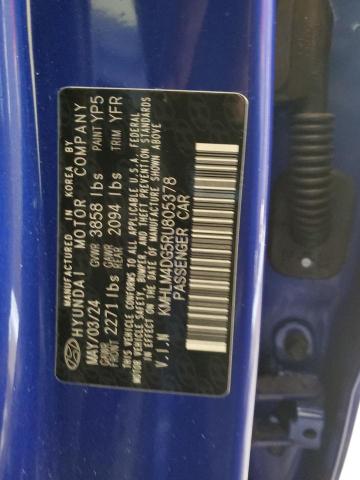 MANUFACTURED IN KOREA BY
HYUNDAI MOTOR COMPANY
MAY/03/24 GVWR 3858 lbs PAINT YP5
GAWR FRONT 2271 lbs GAWR REAR 2094 lbs TRIM YFR
THIS VEHICLE CONFORMS TO ALL APPLICABLE U.S.A. FEDERAL
MOTOR VEHICLE SAFETY, BUMPER, AND THEFT PREVENTION
STANDARDS IN EFFECT ON THE DATE OF
MANUFACTURE SHOWN ABOVE
V.I.N KMHLM4DG5RU805378
PASSENGER CAR